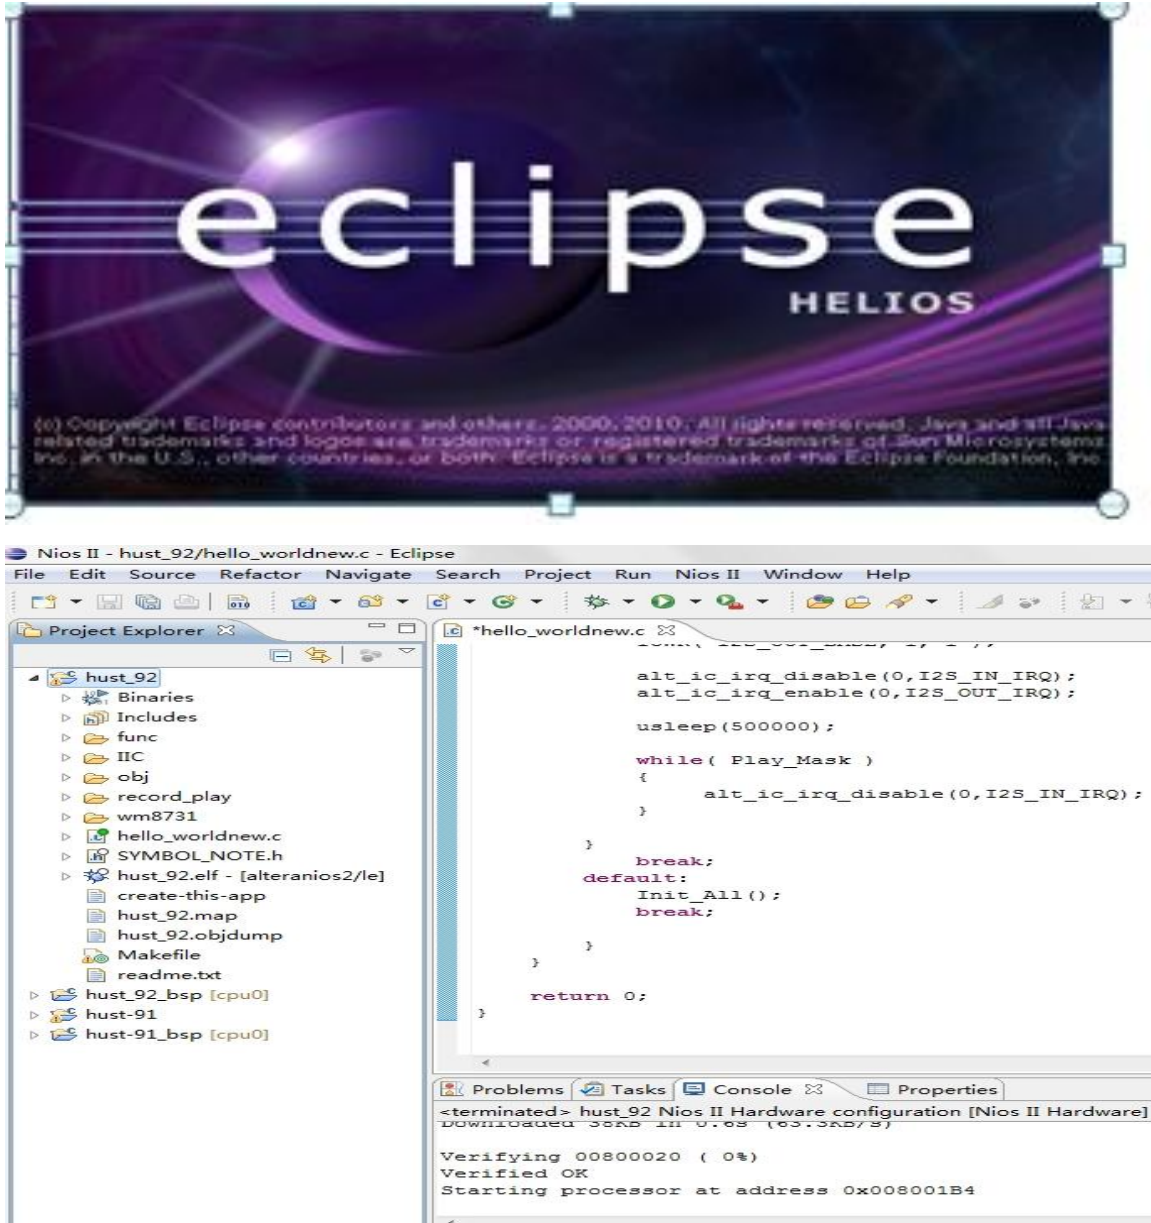 eclipse
HELIOS
(c) Copyright Eclipse contributors and others, 2000, 2010. All rights reserved. Java and all Java
related trademarks and logos are trademarks or registered trademarks of Sun Microsystems
Inc, in the U.S., other countries, or both. Eclipse is a trademark of the Eclipse Foundation, Inc
Nios II - hust_92/hello_worldnew.c - Eclipse
File Edit Source Refactor Navigate Search Project Run Nios II Window Help
Project Explorer
*hello_worldnew.c
hust_92
Binaries
Includes
func
IIC
obj
record_play
wm8731
hello_worldnew.c
SYMBOL_NOTE.h
hust_92.elf - [alteranios2/le]
create-this-app
hust_92.map
hust_92.objdump
Makefile
readme.txt
hust_92_bsp [cpu0]
hust-91
hust-91_bsp [cpu0]
alt_ic_irq_disable(0,I2S_IN_IRQ);
alt_ic_irq_enable(0,I2S_OUT_IRQ);
usleep(500000);
while( Play_Mask )
{
alt_ic_irq_disable(0,I2S_IN_IRQ);
}
}
break;
default:
Init_All();
break;
}
}
return 0;
}
Problems Tasks Console Properties
<terminated> hust_92 Nios II Hardware configuration [Nios II Hardware]
Downloaded 38KB in 0.6s (63.3KB/s)
Verifying 00800020 ( 0%)
Verified OK
Starting processor at address 0x008001B4